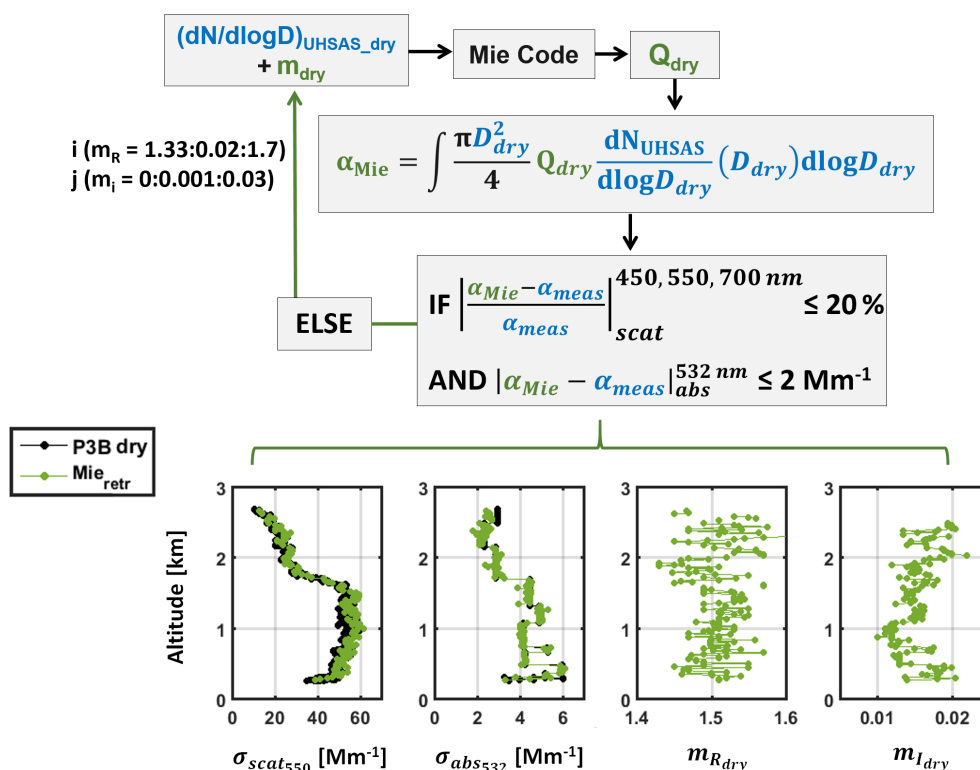 (dN/dlogD)UHSAS_dry
+ mdry
Mie Code
Qdry
i (mR = 1.33:0.02:1.7)
j (mi = 0:0.001:0.03)
αMie = ∫ πD²dry/4 Qdry dNUHSAS/dlogDdry (Ddry)dlogDdry
IF |αMie−αmeas/αmeas| 450, 550, 700 nm scat ≤ 20 %
ELSE
AND |αMie − αmeas| 532 nm abs ≤ 2 Mm-1
P3B dry
Mieretr
Altitude [km]
3
2
1
0
0 20 40 60
σscat550 [Mm-1]
3
2
1
0
0 2 4 6
σabs532 [Mm-1]
3
2
1
0
1.4 1.5 1.6
mRdry
3
2
1
0
0.01 0.02
mIdry